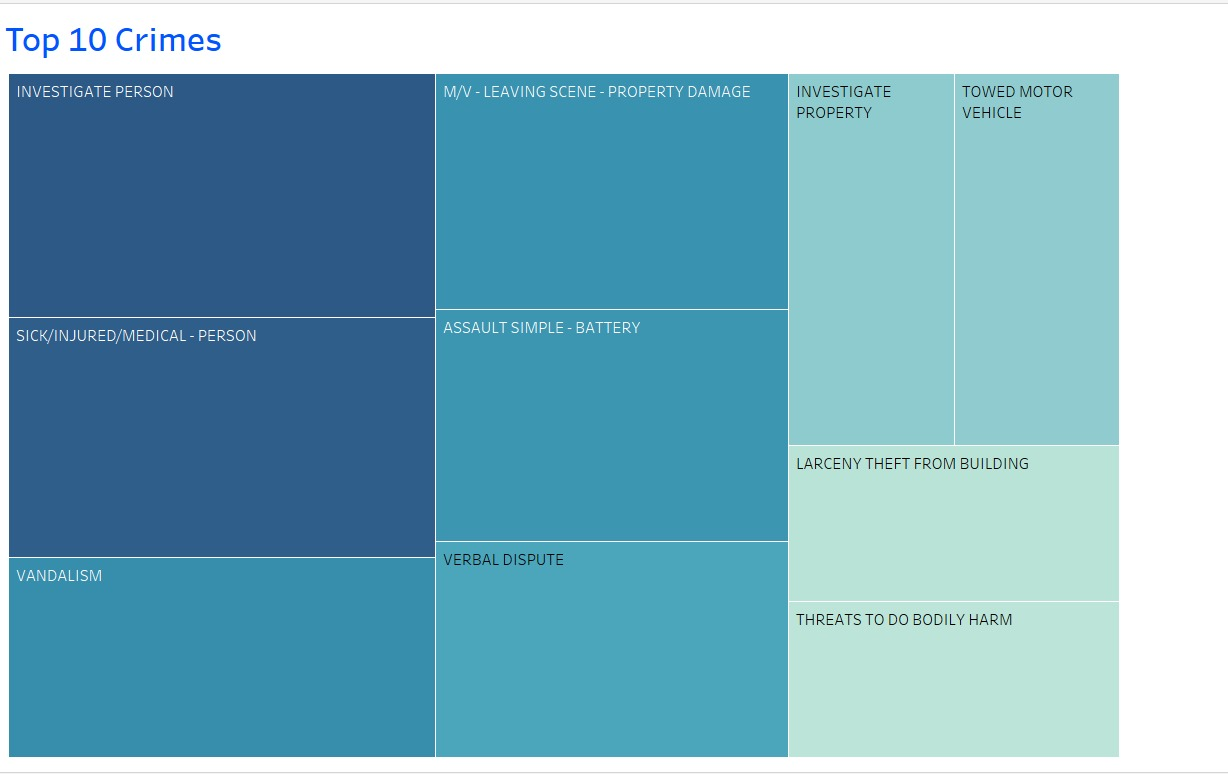 Top 10 Crimes
INVESTIGATE PERSON
SICK/INJURED/MEDICAL - PERSON
VANDALISM
M/V - LEAVING SCENE - PROPERTY DAMAGE
ASSAULT SIMPLE - BATTERY
VERBAL DISPUTE
INVESTIGATE
PROPERTY
TOWED MOTOR
VEHICLE
LARCENY THEFT FROM BUILDING
THREATS TO DO BODILY HARM